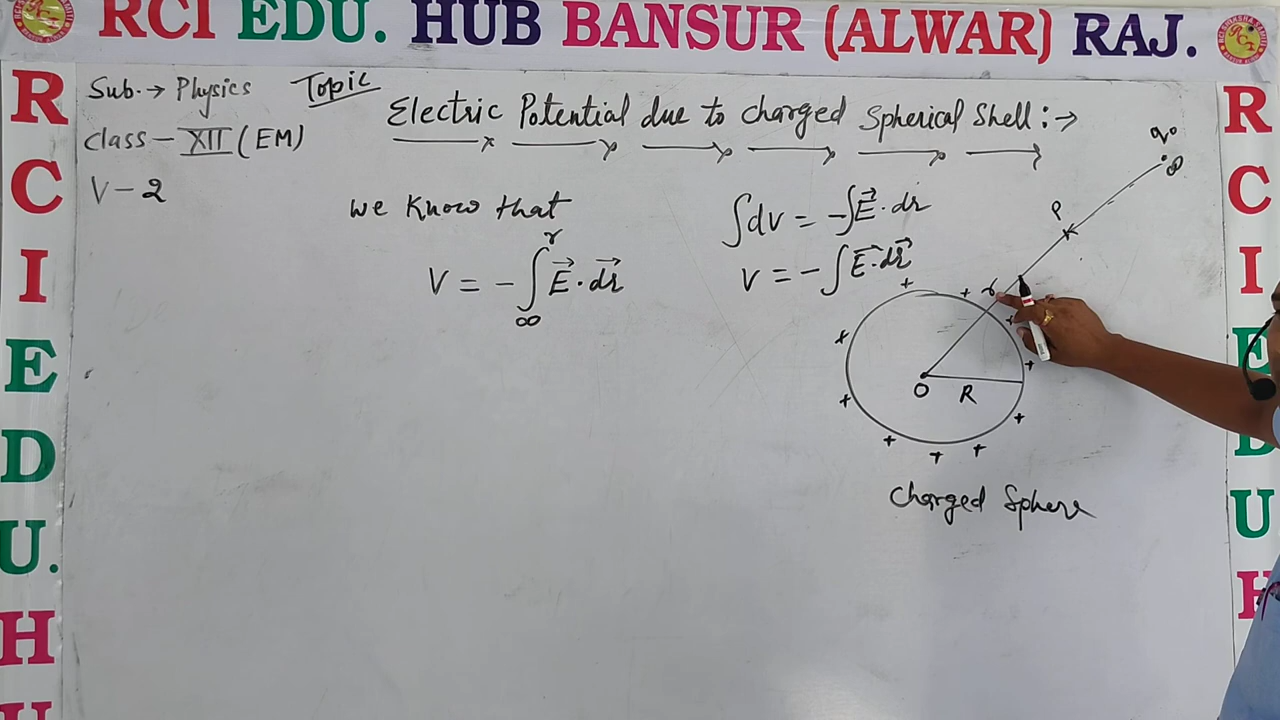 RCI EDU. HUB BANSUR (ALWAR) RAJ.
R
C
I
E
D
U.
H
U
Sub.→ Physics Topic
Class – XII (EM)
V – 2
Electric Potential due to charged Spherical Shell :→
we know that
V = - ∫_∞^r E⃗ . dr⃗
∫dv = -∫E⃗ . dr
V = - ∫E⃗.dr⃗
q₀
∞
P
r
+ + + + + + + + + +
O R
Charged Sphere
R
C
I
E
D
U
H